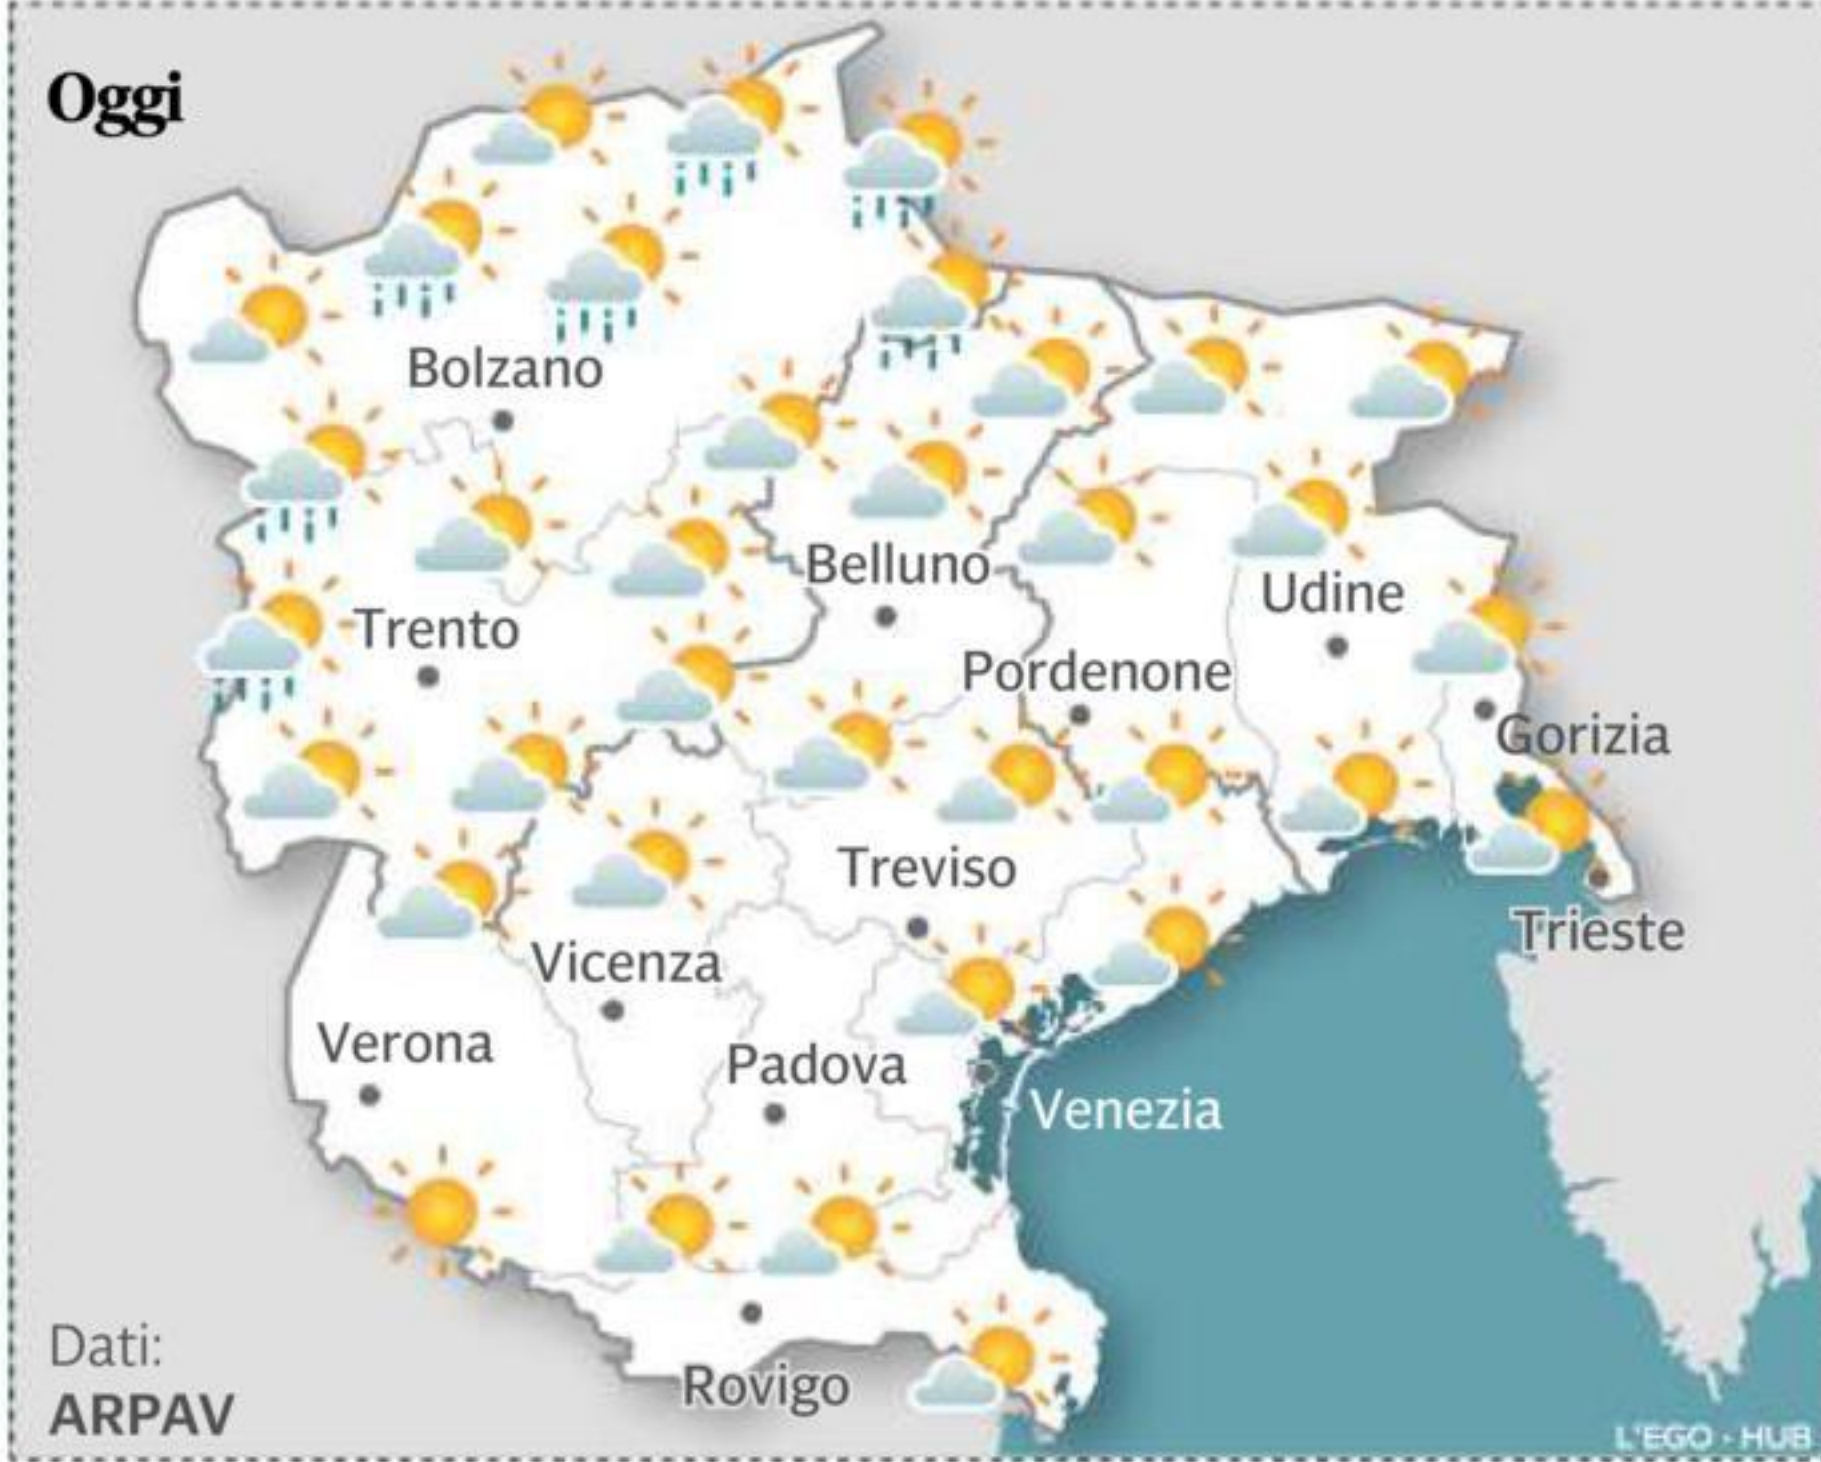 Oggi
Bolzano
Belluno
Udine
Trento
Pordenone
Gorizia
Treviso
Trieste
Vicenza
Verona
Padova
Venezia
Dati:
ARPAV
Rovigo
L'EGO - HUB